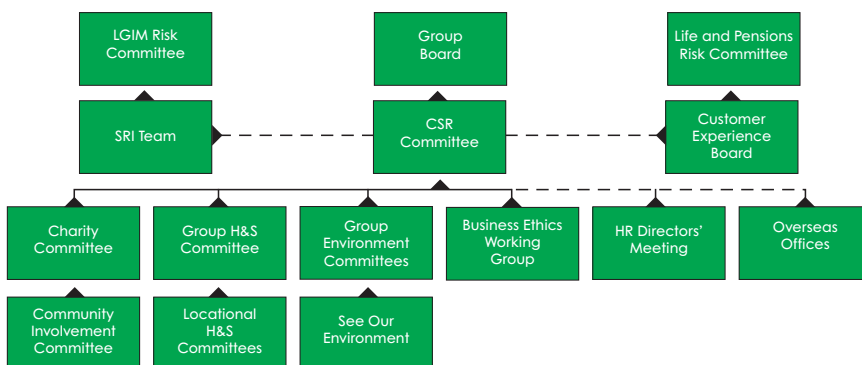 LGIM Risk
Committee
Group
Board
Life and Pensions
Risk Committee
SRI Team
CSR
Committee
Customer
Experience
Board
Charity
Committee
Group H&S
Committee
Group
Environment
Committees
Business Ethics
Working
Group
HR Directors'
Meeting
Overseas
Offices
Community
Involvement
Committee
Locational
H&S
Committees
See Our
Environment